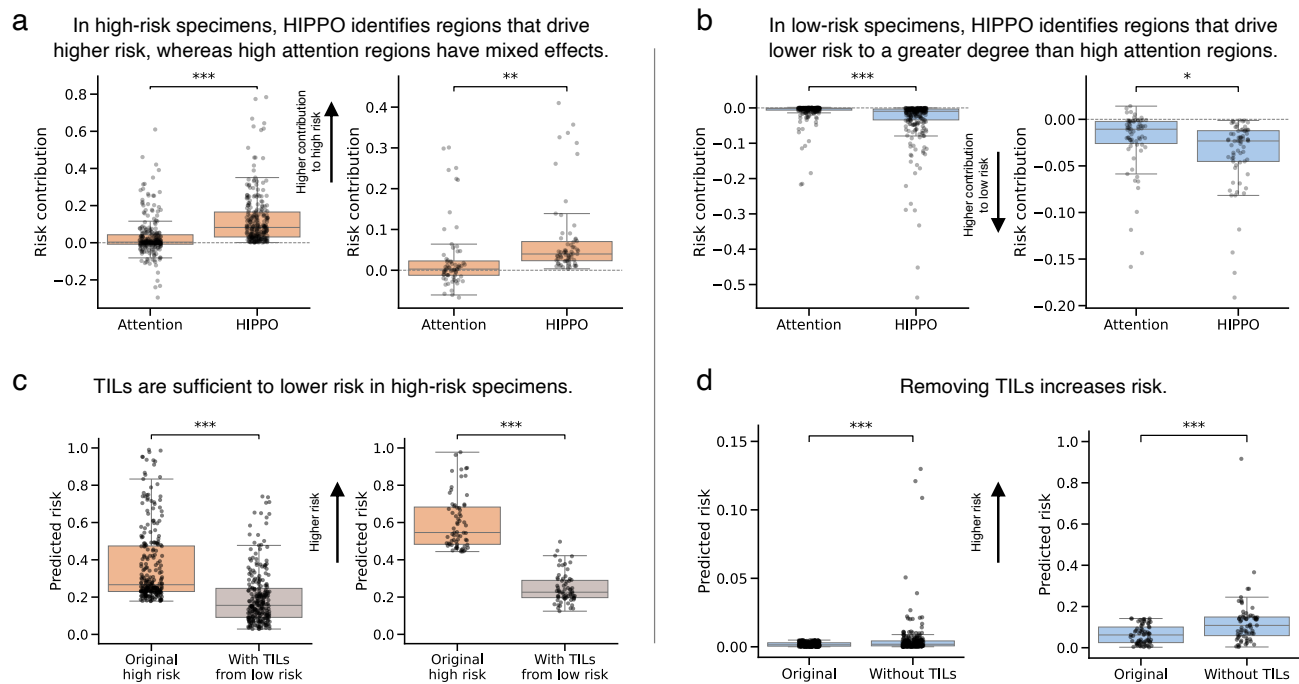 a
In high-risk specimens, HIPPO identifies regions that drive
higher risk, whereas high attention regions have mixed effects.
Risk contribution
0.8
0.6
0.4
0.2
0.0
−0.2
***
Attention
HIPPO
Higher contribution
to high risk
Risk contribution
0.4
0.3
0.2
0.1
0.0
**
Attention
HIPPO
b
In low-risk specimens, HIPPO identifies regions that drive
lower risk to a greater degree than high attention regions.
Risk contribution
0.0
−0.1
−0.2
−0.3
−0.4
−0.5
***
Attention
HIPPO
Higher contribution
to low risk
Risk contribution
0.00
−0.05
−0.10
−0.15
−0.20
*
Attention
HIPPO
c
TILs are sufficient to lower risk in high-risk specimens.
Predicted risk
1.0
0.8
0.6
0.4
0.2
0.0
***
Original
high risk
With TILs
from low risk
Higher risk
Predicted risk
1.0
0.8
0.6
0.4
0.2
0.0
***
Original
high risk
With TILs
from low risk
d
Removing TILs increases risk.
Predicted risk
0.15
0.10
0.05
0.00
***
Original
Without TILs
Higher risk
Predicted risk
1.0
0.8
0.6
0.4
0.2
0.0
***
Original
Without TILs